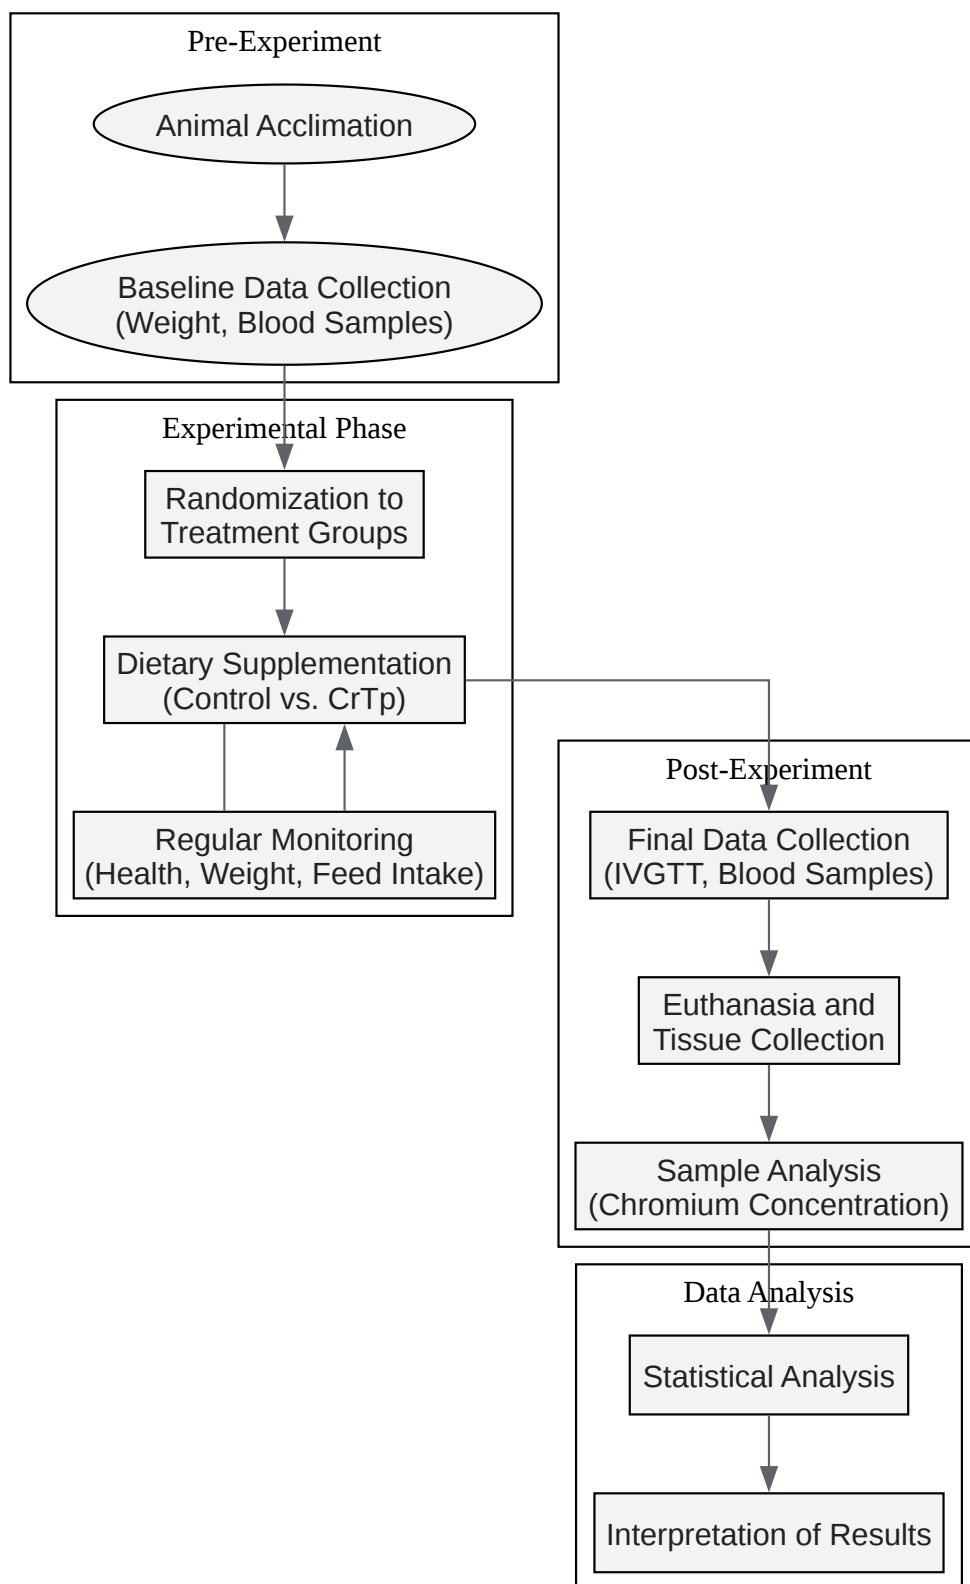 Pre-Experiment
Animal Acclimation
Baseline Data Collection
(Weight, Blood Samples)
Experimental Phase
Randomization to
Treatment Groups
Dietary Supplementation
(Control vs. CrTp)
Regular Monitoring
(Health, Weight, Feed Intake)
Post-Experiment
Final Data Collection
(IVGTT, Blood Samples)
Euthanasia and
Tissue Collection
Sample Analysis
(Chromium Concentration)
Data Analysis
Statistical Analysis
Interpretation of Results